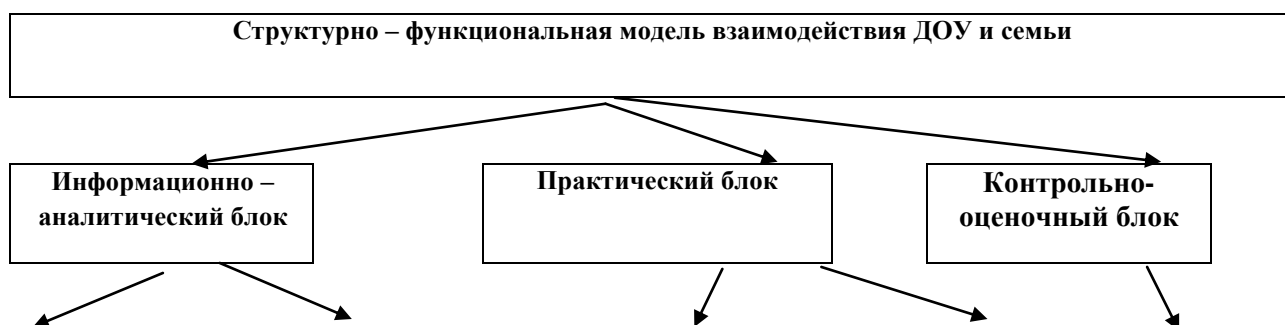 Структурно – функциональная модель взаимодействия ДОУ и семьи
Информационно –
аналитический блок
Практический блок
Контрольно-
оценочный блок